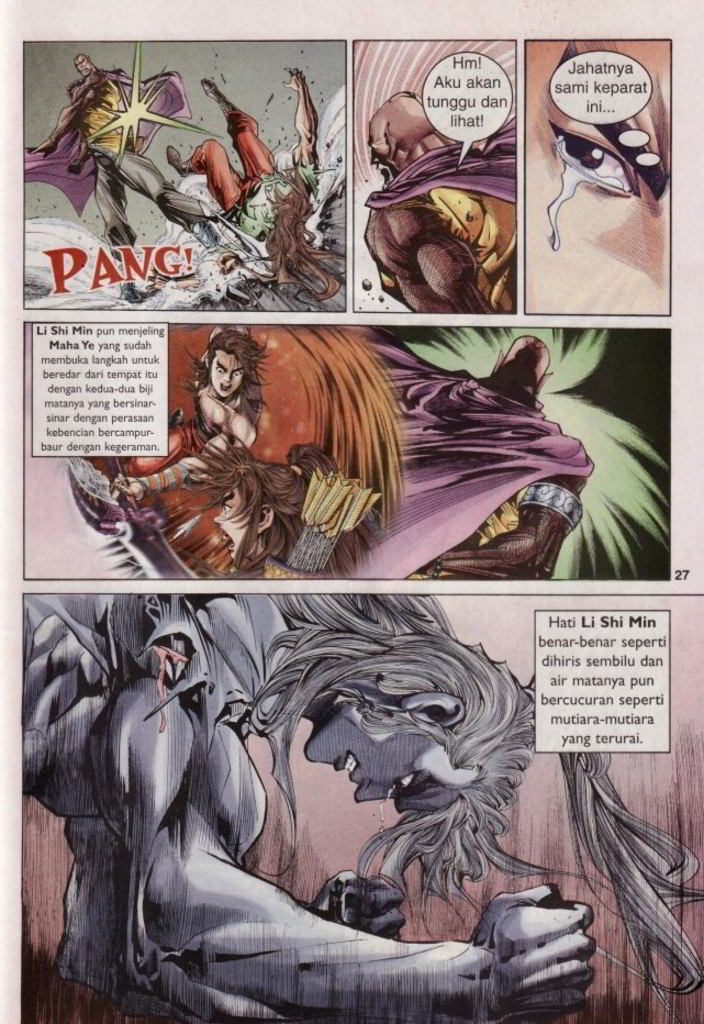 PANG!
Hm!
Aku akan
tunggu dan
lihat!
Jahatnya
sami keparat
ini...
Li Shi Min pun menjeling
Maha Ye yang sudah
membuka langkah untuk
beredar dari tempat itu
dengan kedua-dua biji
matanya yang bersinar-
sinar dengan perasaan
kebencian bercampur-
baur dengan kegeraman.
27
Hati Li Shi Min
benar-benar seperti
dihiris sembilu dan
air matanya pun
bercucuran seperti
mutiara-mutiara
yang terurai.